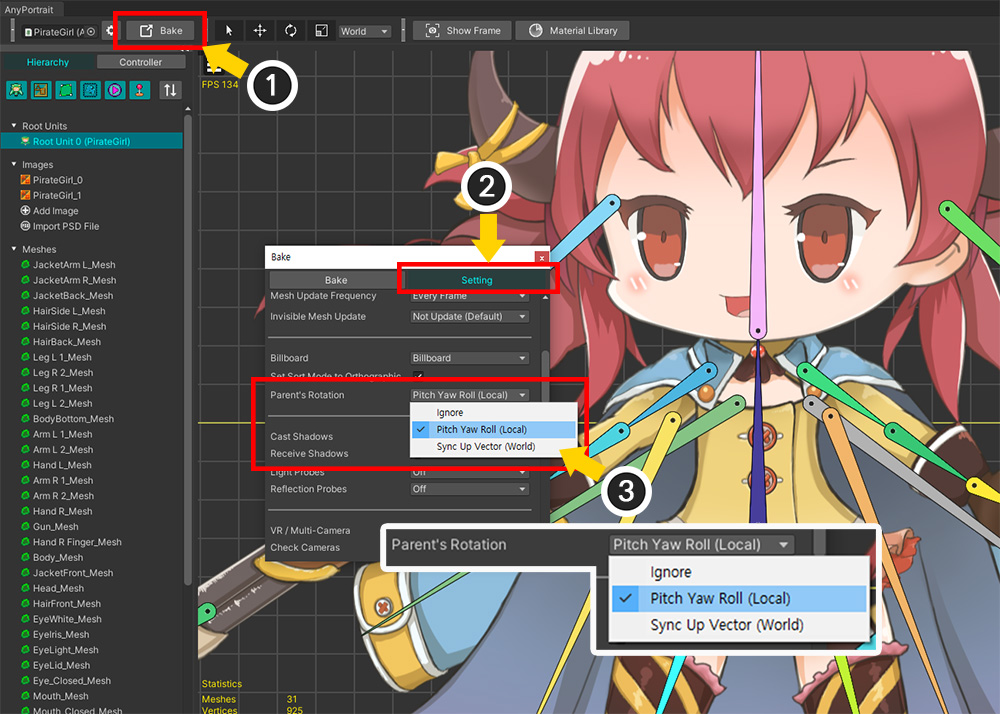 AnyPortrait
PirateGirl (A
Bake
World
Show Frame
Material Library
Hierarchy
Controller
FPS 134
1
Root Units
Root Unit 0 (PirateGirl)
Images
PirateGirl_0
PirateGirl_1
Add Image
Import PSD File
Meshes
JacketArm L_Mesh
JacketArm R_Mesh
JacketBack_Mesh
HairSide L_Mesh
HairSide R_Mesh
HairBack_Mesh
Leg L 1_Mesh
Leg R 2_Mesh
Leg R 1_Mesh
Leg L 2_Mesh
BodyBottom_Mesh
Arm L 1_Mesh
Arm L 2_Mesh
Hand L_Mesh
Arm R 1_Mesh
Arm R 2_Mesh
Hand R_Mesh
Gun_Mesh
Hand R Finger_Mesh
Body_Mesh
JacketFront_Mesh
Head_Mesh
HairFront_Mesh
EyeWhite_Mesh
EyeIris_Mesh
EyeLight_Mesh
EyeLid_Mesh
Eye_Closed_Mesh
Mouth_Mesh
Mouth_Closed_Mesh
2
Bake
x
Bake
Setting
Mesh Update Frequency
Every Frame
Invisible Mesh Update
Not Update (Default)
Billboard
Billboard
Set Sort Mode to Orthographic
Parent's Rotation
Pitch Yaw Roll (Local)
Ignore
Pitch Yaw Roll (Local)
Sync Up Vector (World)
Cast Shadows
Receive Shadows
Light Probes
Off
Reflection Probes
Off
VR / Multi-Camera
Check Cameras
3
Parent's Rotation
Pitch Yaw Roll (Local)
Ignore
Pitch Yaw Roll (Local)
Sync Up Vector (World)
Statistics
Meshes 31
Vertices 925